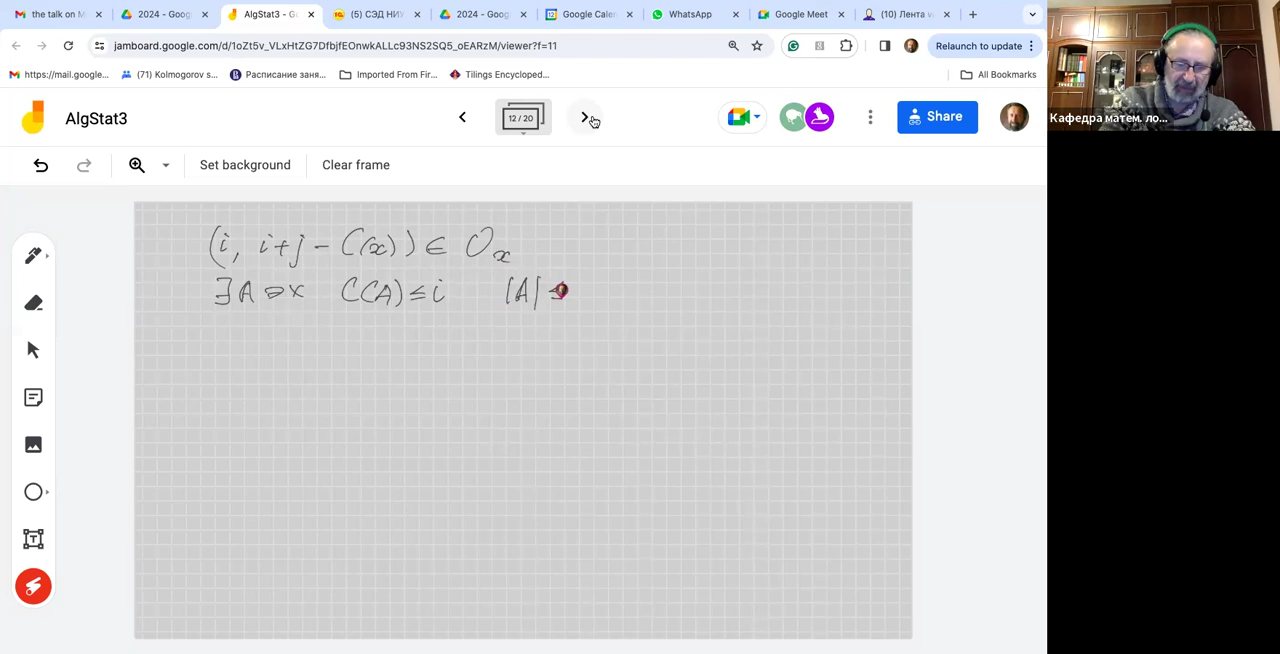 the talk on M
2024 - Goog
AlgStat3 - G
(5) СЭД НИ
2024 - Goog
Google Caler
WhatsApp
Google Meet
(10) Лента
jamboard.google.com/d/1oZt5v_VLxHtZG7DfbjfEOnwkALLc93NS2SQ5_oEARzM/viewer?f=11
Relaunch to update
https://mail.google...
(71) Kolmogorov s...
Расписание заня...
Imported From Fir...
Tilings Encycloped...
All Bookmarks
AlgStat3
12 / 20
Share
Кафедра матем. ло...
Set background
Clear frame
(i, i+j - C(x)) ∈ O_x
∃A ∋ x C(A) ≤ i |A| ≤